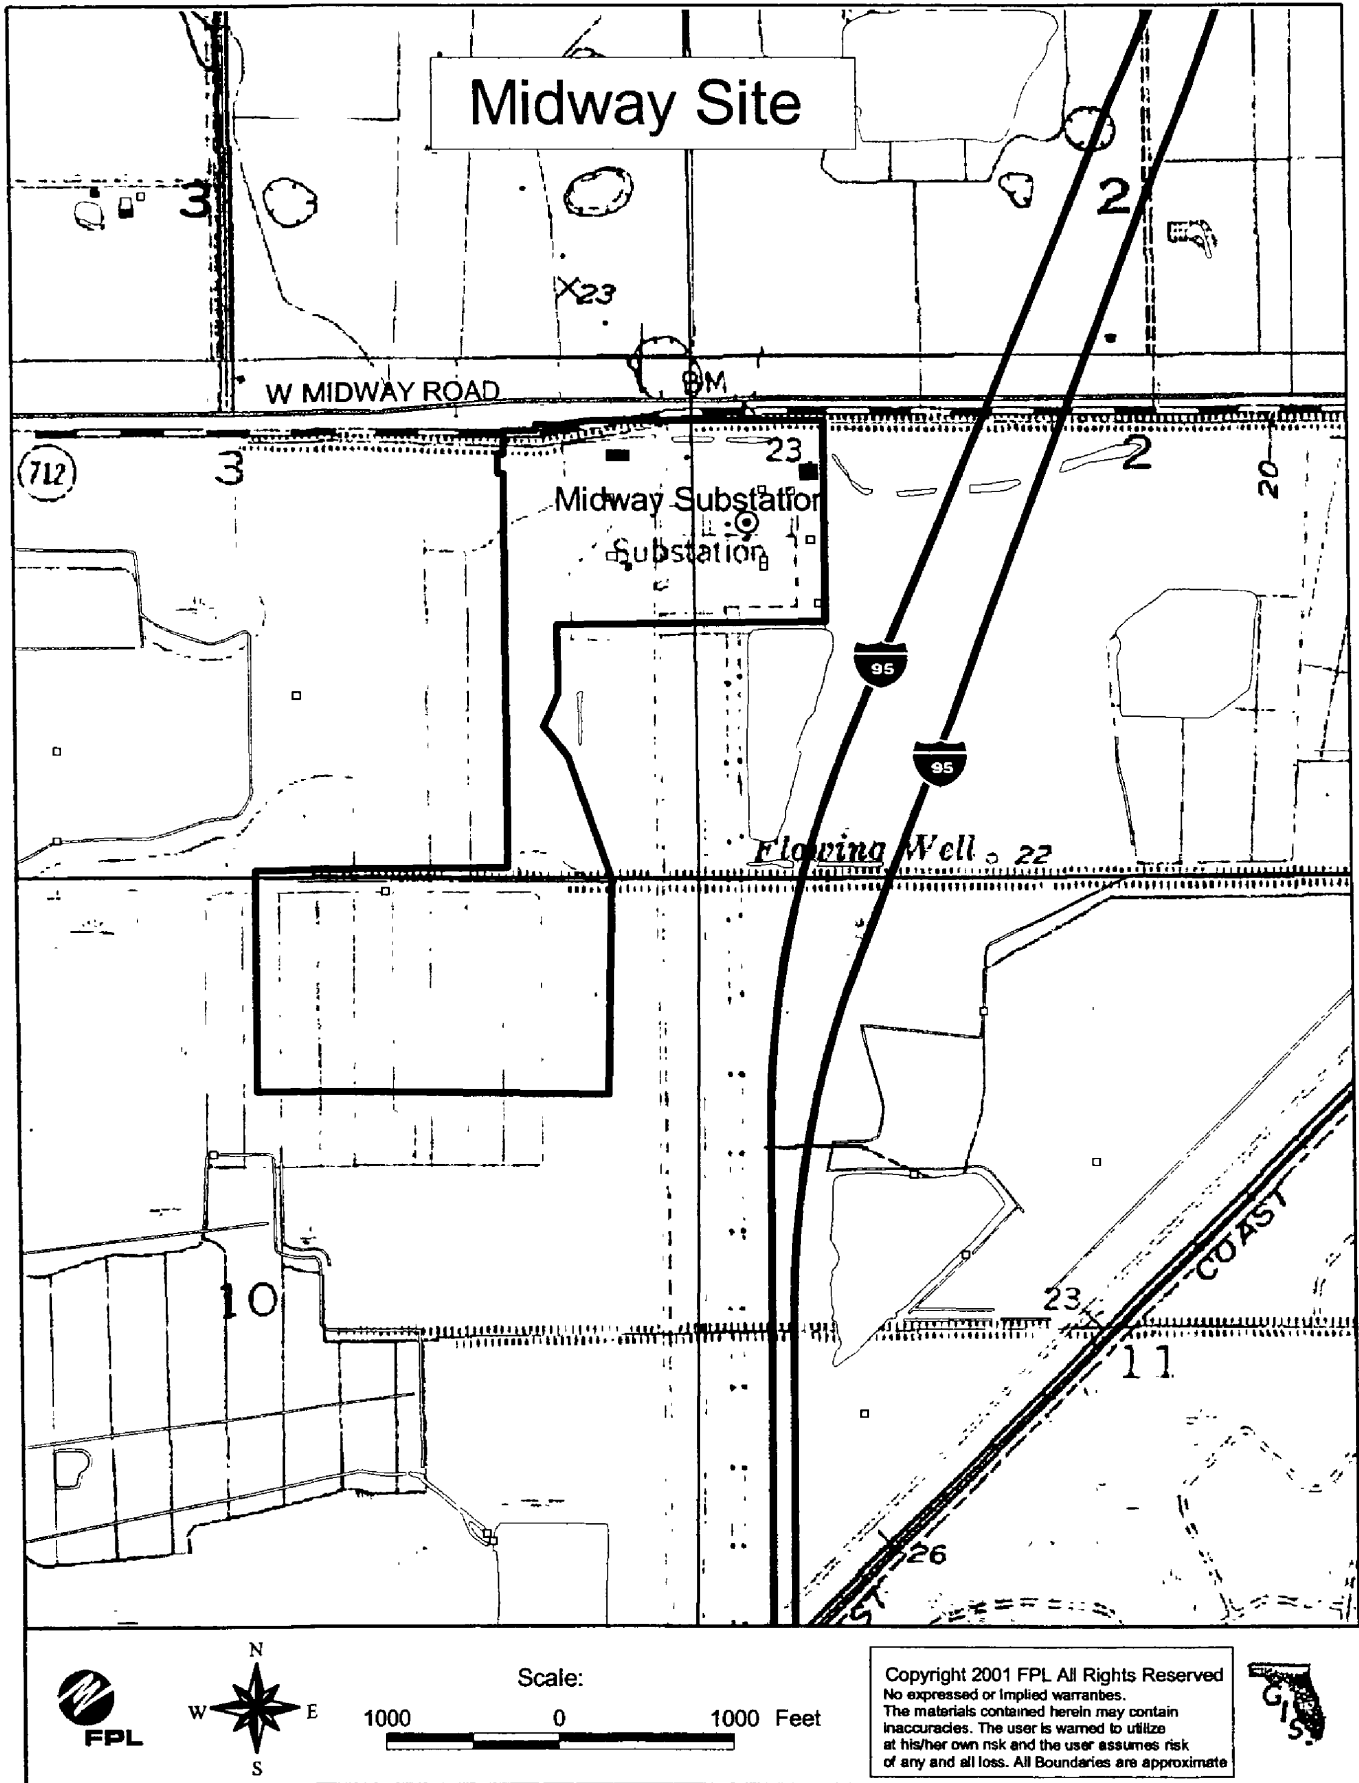 Midway Site
3
2
23
W MIDWAY ROAD
BM
712
3
23
2
20
Midway Substation
Substation
95
95
Flowing Well 22
COAST
10
23
11
26
ST
N
W E
S
FPL
Scale:
1000 0 1000 Feet
Copyright 2001 FPL All Rights Reserved
No expressed or implied warranties.
The materials contained herein may contain
inaccuracies. The user is warned to utilize
at his/her own risk and the user assumes risk
of any and all loss. All Boundaries are approximate
G.I.S.